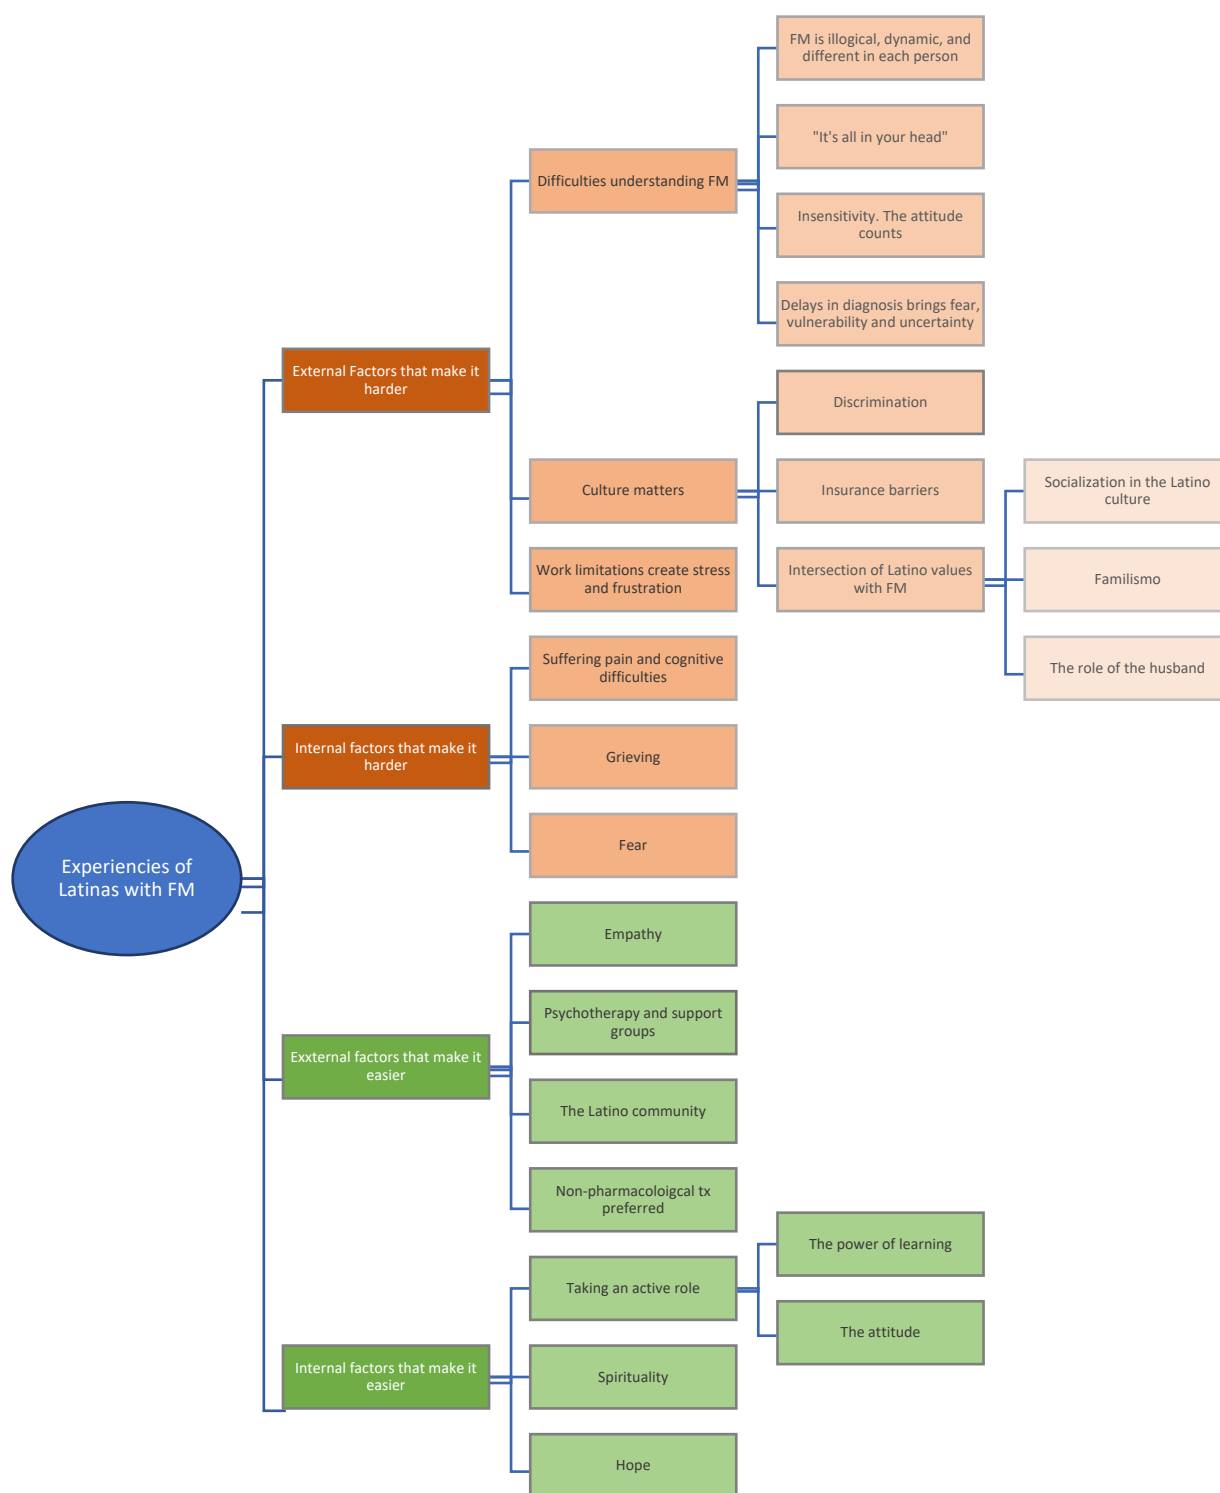 FM is illogical, dynamic, and
different in each person
"It's all in your head"
Difficulties understanding FM
Insensitivity. The attitude
counts
Delays in diagnosis brings fear,
vulnerability and uncertainty
External Factors that make it
harder
Discrimination
Culture matters
Insurance barriers
Socialization in the Latino
culture
Work limitations create stress
and frustration
Intersection of Latino values
with FM
Familismo
The role of the husband
Suffering pain and cognitive
difficulties
Internal factors that make it
harder
Grieving
Fear
Experiencies of
Latinas with FM
Empathy
Psychotherapy and support
groups
Exxternal factors that make it
easier
The Latino community
Non-pharmacoloigcal tx
preferred
The power of learning
Taking an active role
The attitude
Internal factors that make it
easier
Spirituality
Hope